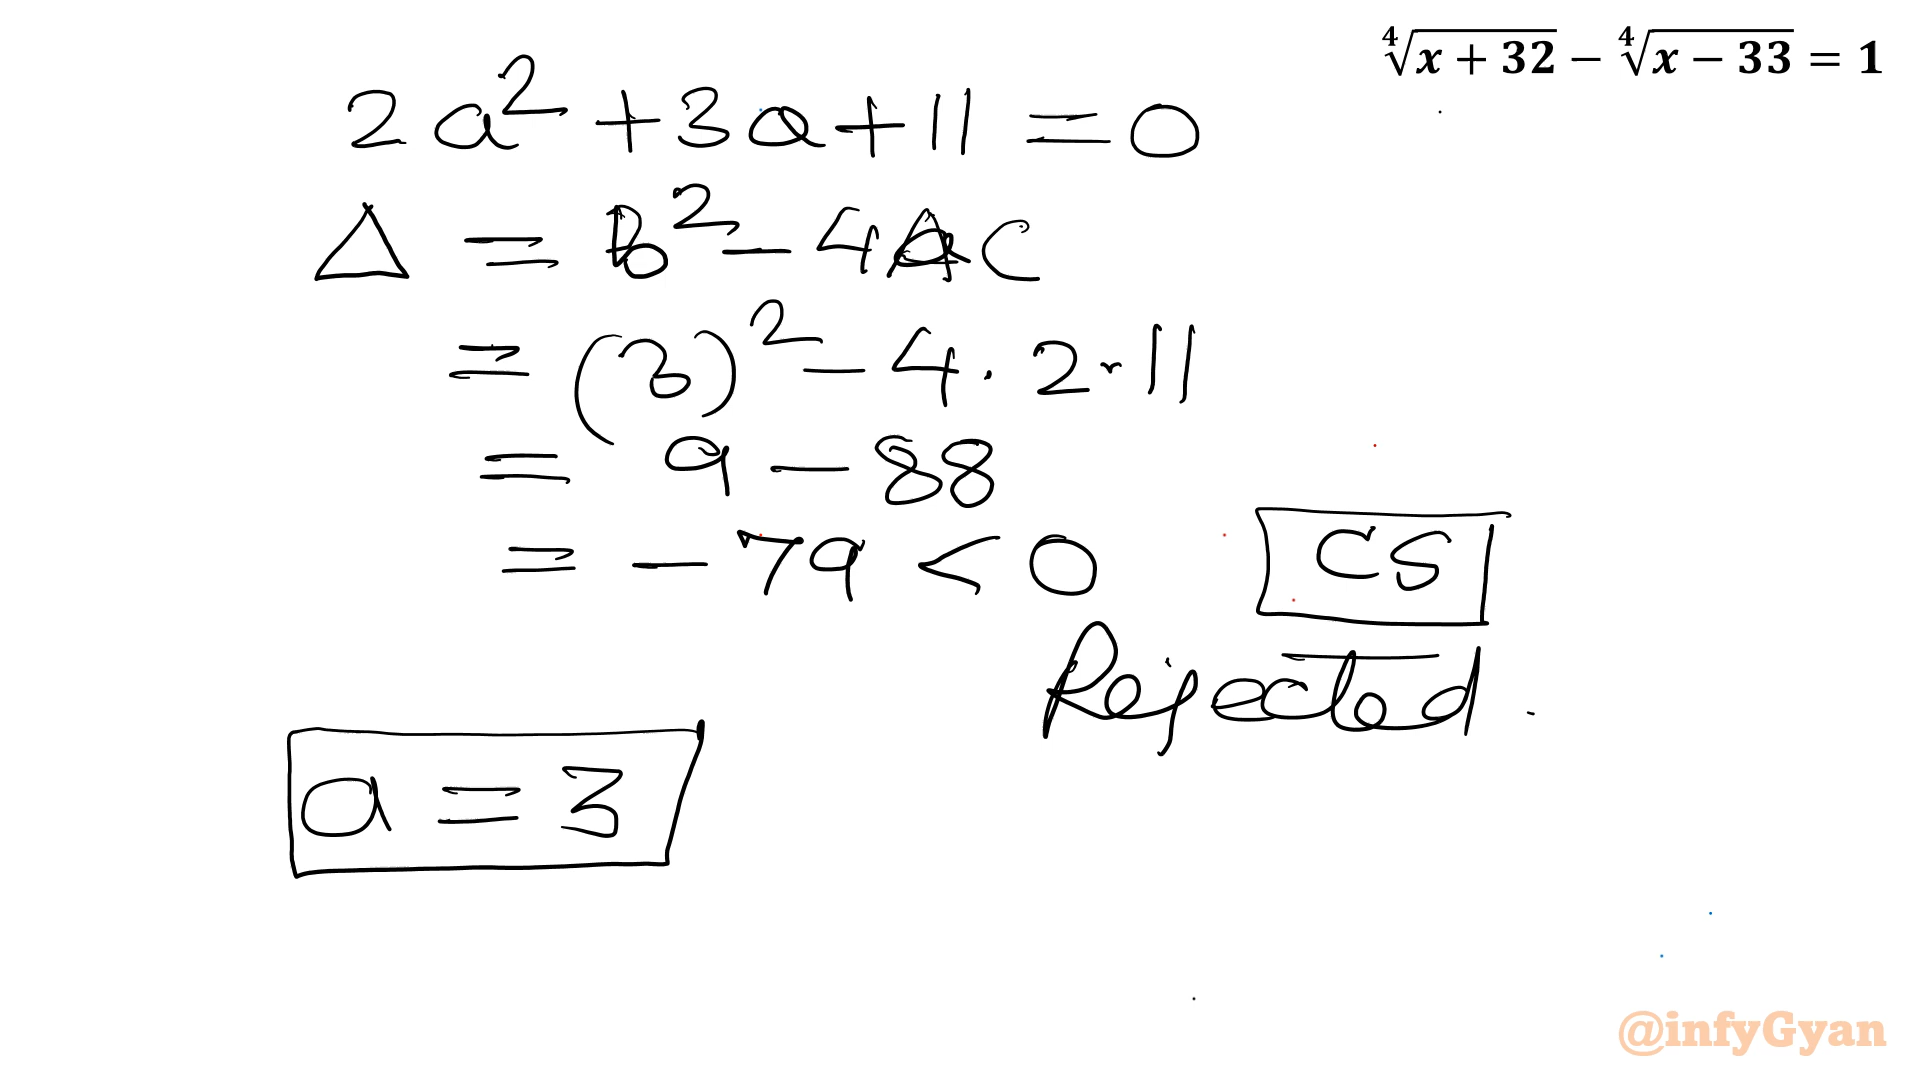 ∜(x + 32) − ∜(x − 33) = 1
2a² + 3a + 11 = 0
Δ = B² − 4AC
= (3)² − 4 · 2 · 11
= 9 − 88
= − 79 < 0
CS
Rejected.
a = 3
@infyGyan